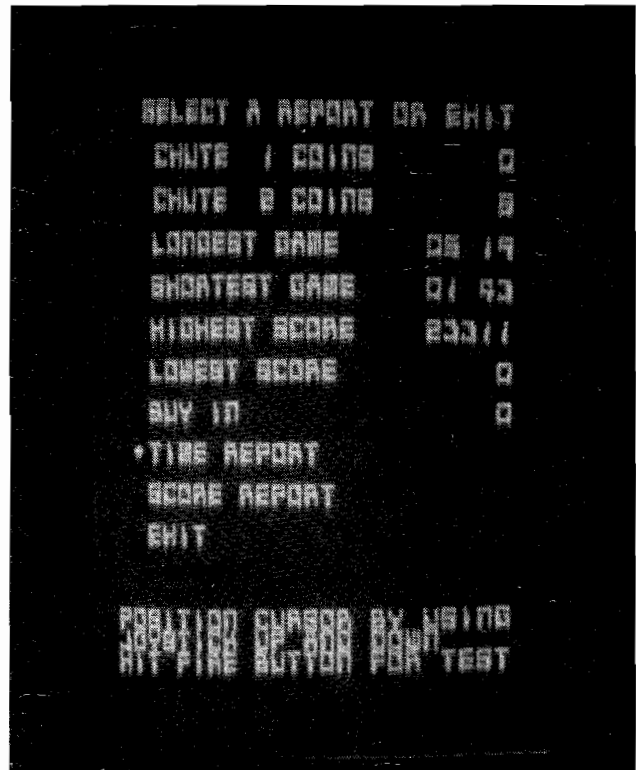 SELECT A REPORT OR EXIT
CHUTE 1 COINS 0
CHUTE 2 COINS
LONGEST GAME 19
SHORTEST GAME 01 43
HIGHEST SCORE 23311
LOWEST SCORE 0
BUY IN 0
TIME REPORT
SCORE REPORT
EXIT
POSITION CURSOR BY USING
UP DOWN
HIT FIRE BUTTON FOR TEST